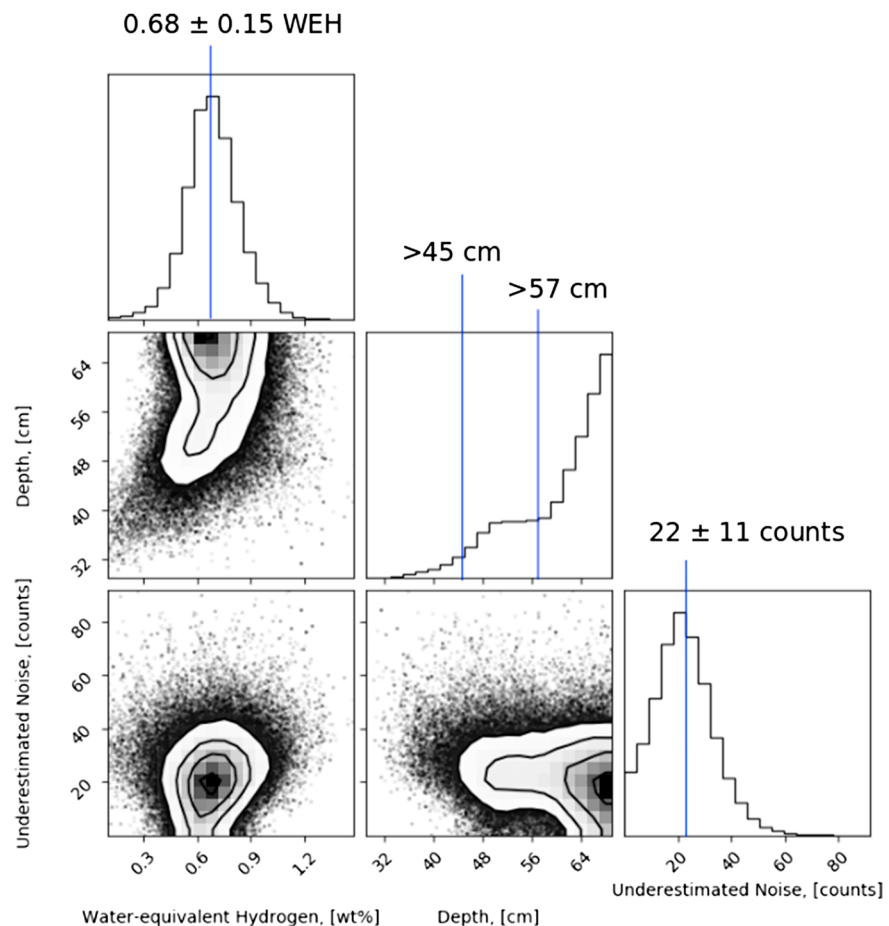 0.68 ± 0.15 WEH
>45 cm
>57 cm
Depth, [cm]
64
56
48
40
32
22 ± 11 counts
Underestimated Noise, [counts]
80
60
40
20
0.3 0.6 0.9 1.2
32 40 48 56 64
20 40 60 80
Underestimated Noise, [counts]
Water-equivalent Hydrogen, [wt%] Depth, [cm]